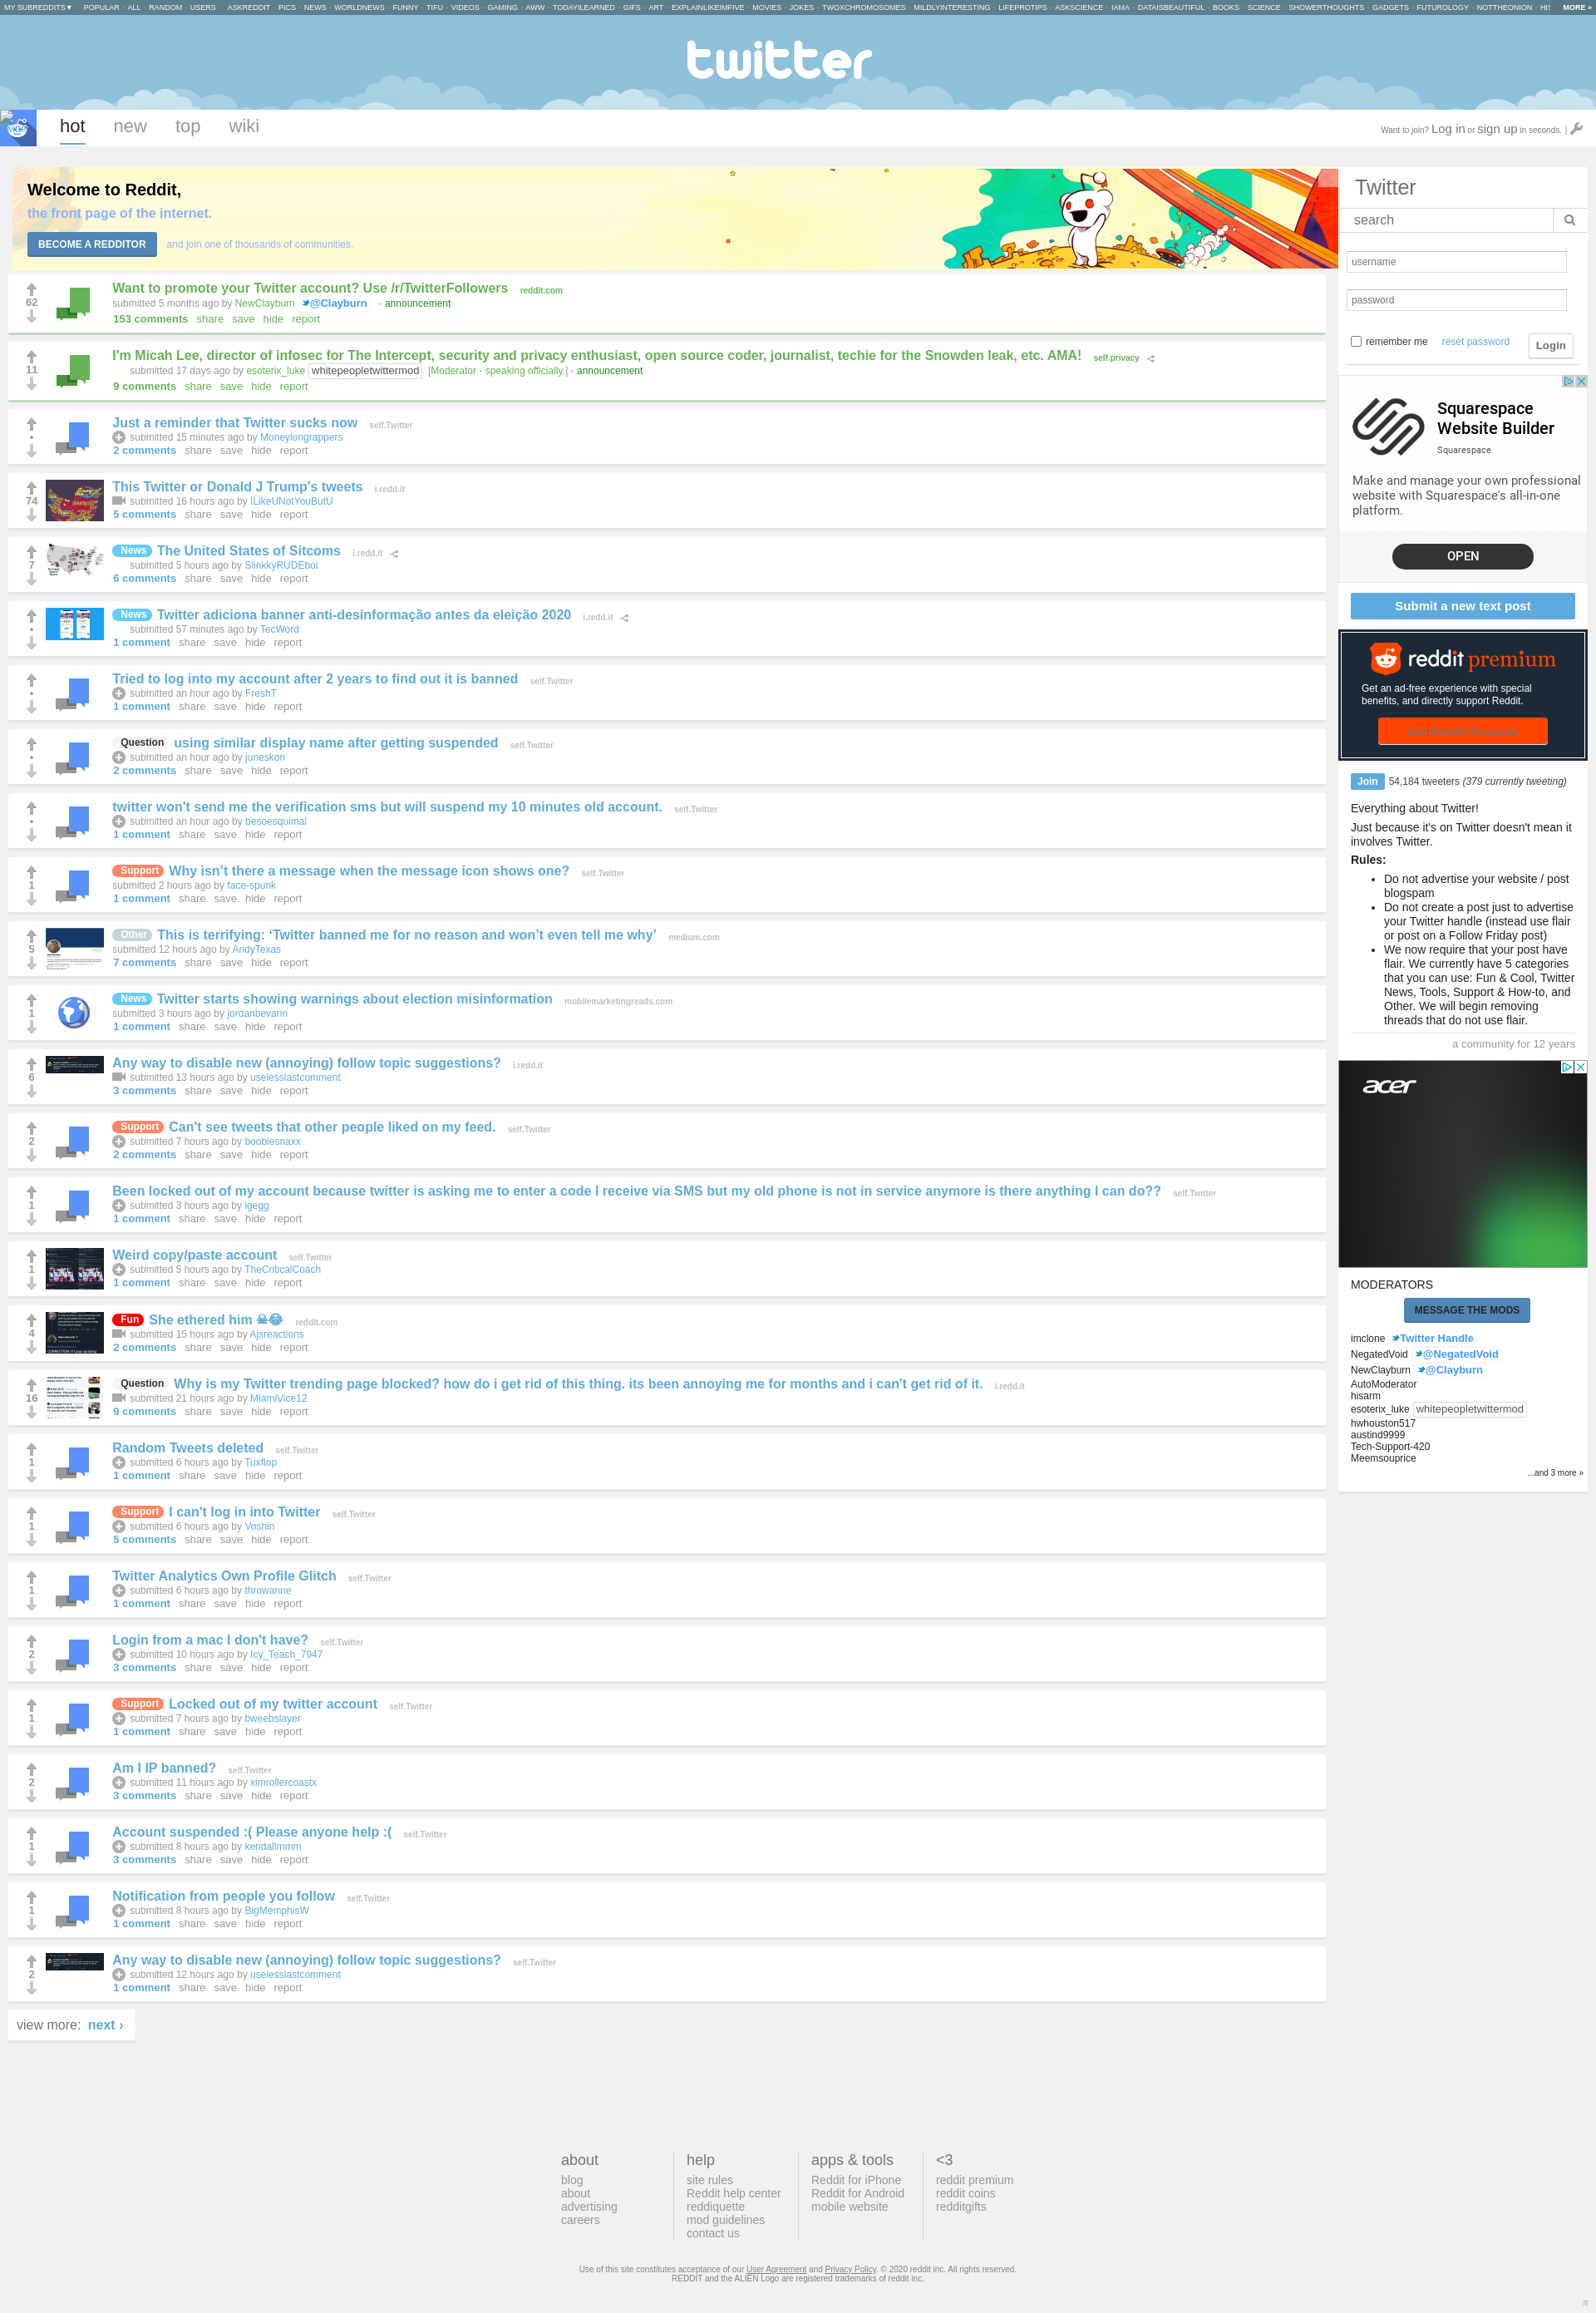 MY SUBREDDITS▼ POPULAR - ALL - RANDOM - USERS ASKREDDIT - PICS - NEWS - WORLDNEWS - FUNNY - TIFU - VIDEOS - GAMING - AWW - TODAYILEARNED - GIFS - ART - EXPLAINLIKEIMFIVE - MOVIES - JOKES - TWOXCHROMOSOMES - MILDLYINTERESTING - LIFEPROTIPS - ASKSCIENCE - IAMA - DATAISBEAUTIFUL - BOOKS - SCIENCE - SHOWERTHOUGHTS - GADGETS - FUTUROLOGY - NOTTHEONION - MORE »
twitter
hot new top wiki
Want to join? Log in or sign up in seconds. |
Welcome to Reddit,
the front page of the internet.
BECOME A REDDITOR and join one of thousands of communities.
62
Want to promote your Twitter account? Use /r/TwitterFollowers reddit.com
submitted 5 months ago by NewClayburn @Clayburn - announcement
153 comments share save hide report
11
I'm Micah Lee, director of infosec for The Intercept, security and privacy enthusiast, open source coder, journalist, techie for the Snowden leak, etc. AMA! self.privacy
submitted 17 days ago by esoterix_luke whitepeopletwittermod [Moderator - speaking officially.] - announcement
9 comments share save hide report
•
Just a reminder that Twitter sucks now self.Twitter
submitted 15 minutes ago by Moneylongrappers
2 comments share save hide report
74
This Twitter or Donald J Trump's tweets i.redd.it
submitted 16 hours ago by ILikeUNotYouButU
5 comments share save hide report
7
News The United States of Sitcoms i.redd.it
submitted 5 hours ago by SlinkkyRUDEboi
6 comments share save hide report
•
News Twitter adiciona banner anti-desinformação antes da eleição 2020 i.redd.it
submitted 57 minutes ago by TecWord
1 comment share save hide report
•
Tried to log into my account after 2 years to find out it is banned self.Twitter
submitted an hour ago by FreshT
1 comment share save hide report
•
Question using similar display name after getting suspended self.Twitter
submitted an hour ago by juneskon
2 comments share save hide report
•
twitter won't send me the verification sms but will suspend my 10 minutes old account. self.Twitter
submitted an hour ago by besoesquimal
1 comment share save hide report
1
Support Why isn’t there a message when the message icon shows one? self.Twitter
submitted 2 hours ago by face-spunk
1 comment share save hide report
5
Other This is terrifying: ‘Twitter banned me for no reason and won’t even tell me why’ medium.com
submitted 12 hours ago by AndyTexas
7 comments share save hide report
1
News Twitter starts showing warnings about election misinformation mobilemarketingreads.com
submitted 3 hours ago by jordanbevann
1 comment share save hide report
6
Any way to disable new (annoying) follow topic suggestions? i.redd.it
submitted 13 hours ago by uselesslastcomment
3 comments share save hide report
2
Support Can't see tweets that other people liked on my feed. self.Twitter
submitted 7 hours ago by boobiesnaxx
2 comments share save hide report
1
Been locked out of my account because twitter is asking me to enter a code I receive via SMS but my old phone is not in service anymore is there anything I can do?? self.Twitter
submitted 3 hours ago by igegg
1 comment share save hide report
1
Weird copy/paste account self.Twitter
submitted 5 hours ago by TheCriticalCoach
1 comment share save hide report
4
Fun She ethered him ☠😂 reddit.com
submitted 15 hours ago by Ajsreactions
2 comments share save hide report
16
Question Why is my Twitter trending page blocked? how do i get rid of this thing. its been annoying me for months and i can't get rid of it. i.redd.it
submitted 21 hours ago by MiamiVice12
9 comments share save hide report
1
Random Tweets deleted self.Twitter
submitted 6 hours ago by Tuxflop
1 comment share save hide report
1
Support I can't log in into Twitter self.Twitter
submitted 6 hours ago by Voshin
5 comments share save hide report
1
Twitter Analytics Own Profile Glitch self.Twitter
submitted 6 hours ago by throwanne
1 comment share save hide report
2
Login from a mac I don't have? self.Twitter
submitted 10 hours ago by Icy_Teach_7947
3 comments share save hide report
1
Support Locked out of my twitter account self.Twitter
submitted 7 hours ago by bweebslayer
1 comment share save hide report
2
Am I IP banned? self.Twitter
submitted 11 hours ago by ximrollercoastx
3 comments share save hide report
1
Account suspended :( Please anyone help :( self.Twitter
submitted 8 hours ago by kendallmmm
3 comments share save hide report
1
Notification from people you follow self.Twitter
submitted 8 hours ago by BigMemphisW
1 comment share save hide report
2
Any way to disable new (annoying) follow topic suggestions? self.Twitter
submitted 12 hours ago by uselesslastcomment
1 comment share save hide report
view more: next ›
Twitter
search
username
password
remember me reset password Login
Squarespace
Website Builder
Squarespace
Make and manage your own professional
website with Squarespace's all-in-one
platform.
OPEN
Submit a new text post
reddit premium
Get an ad-free experience with special
benefits, and directly support Reddit.
Get Reddit Premium
Join 54,184 tweeters (379 currently tweeting)
Everything about Twitter!
Just because it's on Twitter doesn't mean it
involves Twitter.
Rules:
• Do not advertise your website / post
blogspam
• Do not create a post just to advertise
your Twitter handle (instead use flair
or post on a Follow Friday post)
• We now require that your post have
flair. We currently have 5 categories
that you can use: Fun & Cool, Twitter
News, Tools, Support & How-to, and
Other. We will begin removing
threads that do not use flair.
a community for 12 years
acer
MODERATORS
MESSAGE THE MODS
imclone Twitter Handle
NegatedVoid @NegatedVoid
NewClayburn @Clayburn
AutoModerator
hisarm
esoterix_luke whitepeopletwittermod
hwhouston517
austind9999
Tech-Support-420
Meemsouprice
...and 3 more »
about
blog
about
advertising
careers
help
site rules
Reddit help center
reddiquette
mod guidelines
contact us
apps & tools
Reddit for iPhone
Reddit for Android
mobile website
<3
reddit premium
reddit coins
redditgifts
Use of this site constitutes acceptance of our User Agreement and Privacy Policy. © 2020 reddit inc. All rights reserved.
REDDIT and the ALIEN Logo are registered trademarks of reddit inc.